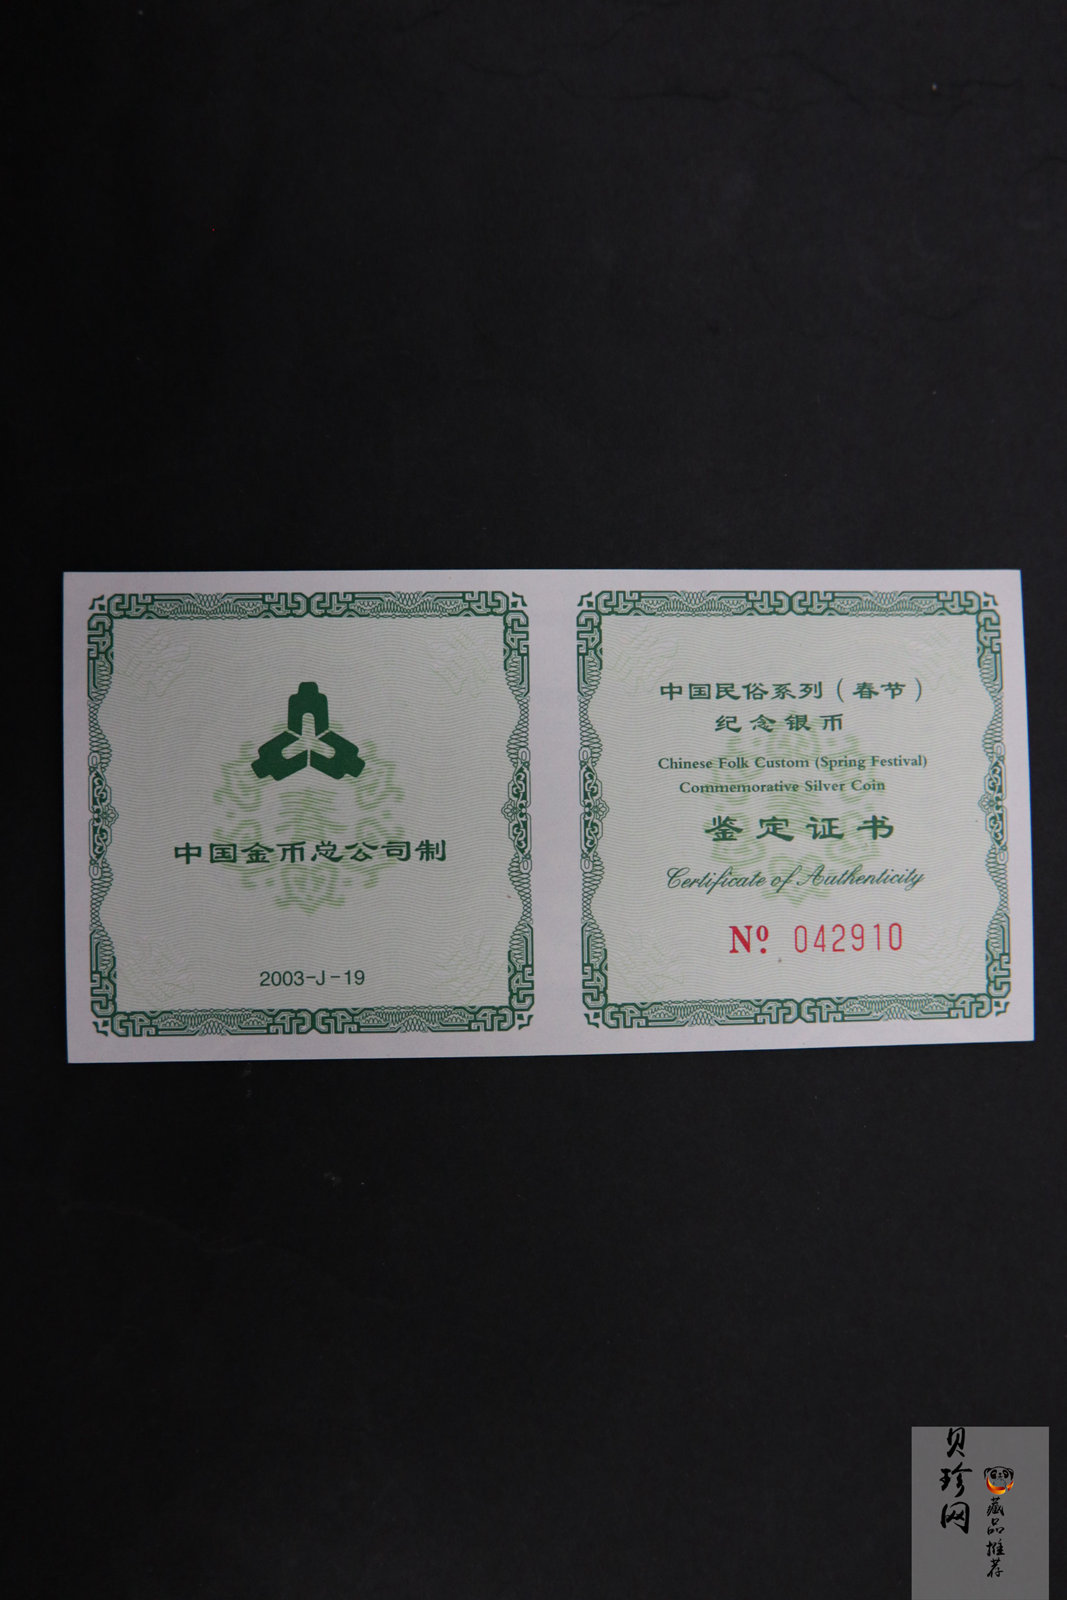 中国金币总公司制
2003-J-19
中国民俗系列（春节）
纪念银币
Chinese Folk Custom (Spring Festival)
Commemorative Silver Coin
鉴定证书
Certificate of Authenticity
Nº 042910
贝珍网
藏品推荐